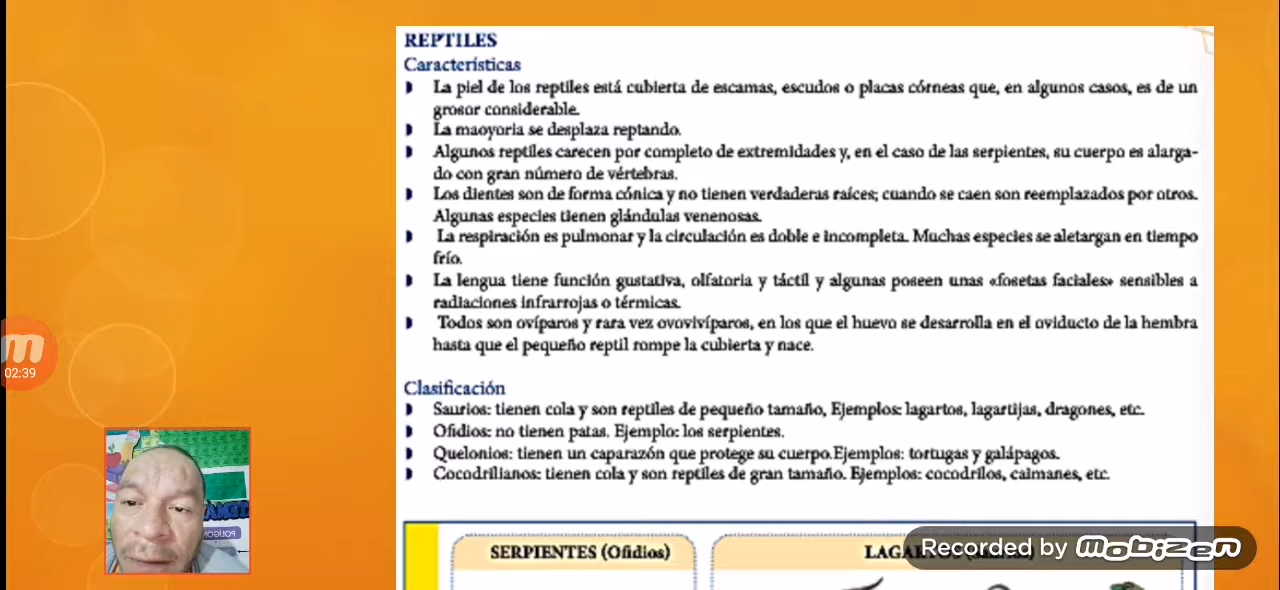 REPTILES
Características
La piel de los reptiles está cubierta de escamas, escudos o placas córneas que, en algunos casos, es de un
grosor considerable.
La maoyoria se desplaza reptando.
Algunos reptiles carecen por completo de extremidades y, en el caso de las serpientes, su cuerpo es alarga-
do con gran número de vértebras.
Los dientes son de forma cónica y no tienen verdaderas raíces; cuando se caen son reemplazados por otros.
Algunas especies tienen glándulas venenosas.
La respiración es pulmonar y la circulación es doble e incompleta. Muchas especies se aletargan en tiempo
frío.
La lengua tiene función gustativa, olfatoria y táctil y algunas poseen unas «fosetas faciales» sensibles a
radiaciones infrarrojas o térmicas.
Todos son ovíparos y rara vez ovovivíparos, en los que el huevo se desarrolla en el oviducto de la hembra
hasta que el pequeño reptil rompe la cubierta y nace.
Clasificación
Saurios: tienen cola y son reptiles de pequeño tamaño, Ejemplos: lagartos, lagartijas, dragones, etc.
Ofidios: no tienen patas. Ejemplo: los serpientes.
Quelonios: tienen un caparazón que protege su cuerpo.Ejemplos: tortugas y galápagos.
Cocodrilianos: tienen cola y son reptiles de gran tamaño. Ejemplos: cocodrilos, caimanes, etc.
SERPIENTES (Ofidios)
Recorded by mobizen
02:39